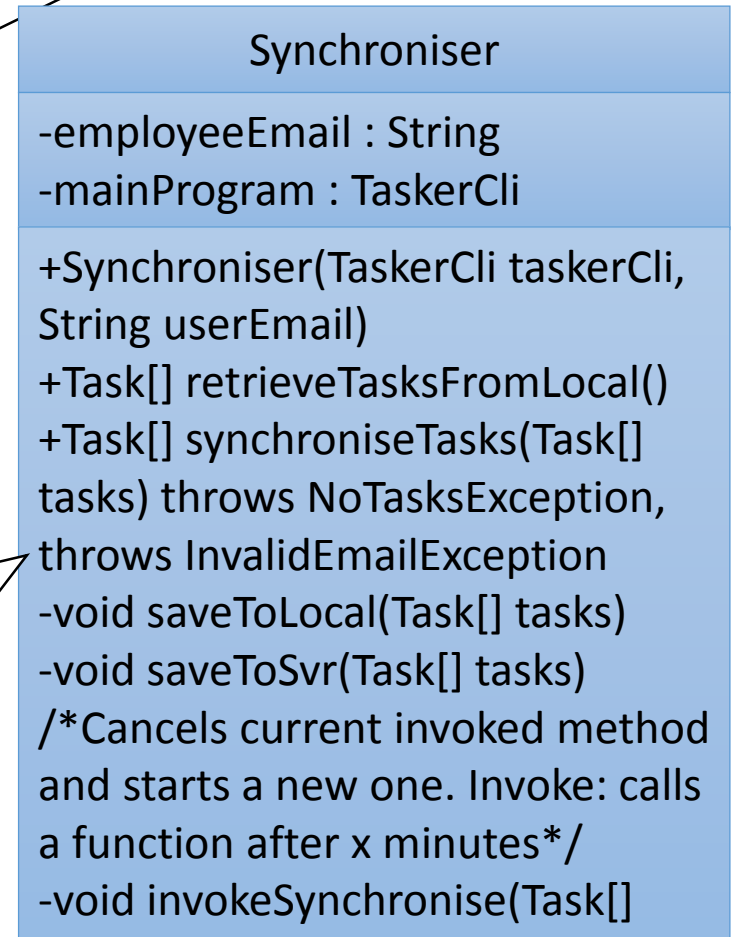 Synchroniser
-employeeEmail : String
-mainProgram : TaskerCli
+Synchroniser(TaskerCli taskerCli,
String userEmail)
+Task[] retrieveTasksFromLocal()
+Task[] synchroniseTasks(Task[]
tasks) throws NoTasksException,
throws InvalidEmailException
-void saveToLocal(Task[] tasks)
-void saveToSvr(Task[] tasks)
/*Cancels current invoked method
and starts a new one. Invoke: calls
a function after x minutes*/
-void invokeSynchronise(Task[]